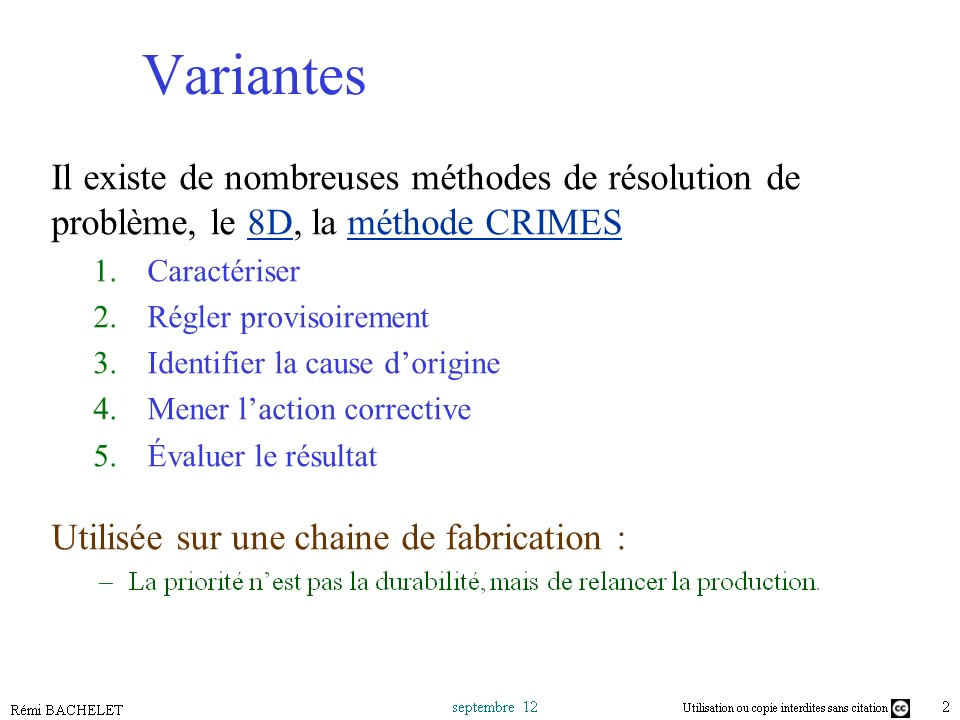 Variantes
Il existe de nombreuses méthodes de résolution de
problème, le 8D, la méthode CRIMES
1. Caractériser
2. Régler provisoirement
3. Identifier la cause d’origine
4. Mener l’action corrective
5. Évaluer le résultat
Utilisée sur une chaine de fabrication :
– La priorité n’est pas la durabilité, mais de relancer la production.
Rémi BACHELET septembre 12 Utilisation ou copie interdites sans citation cc 2